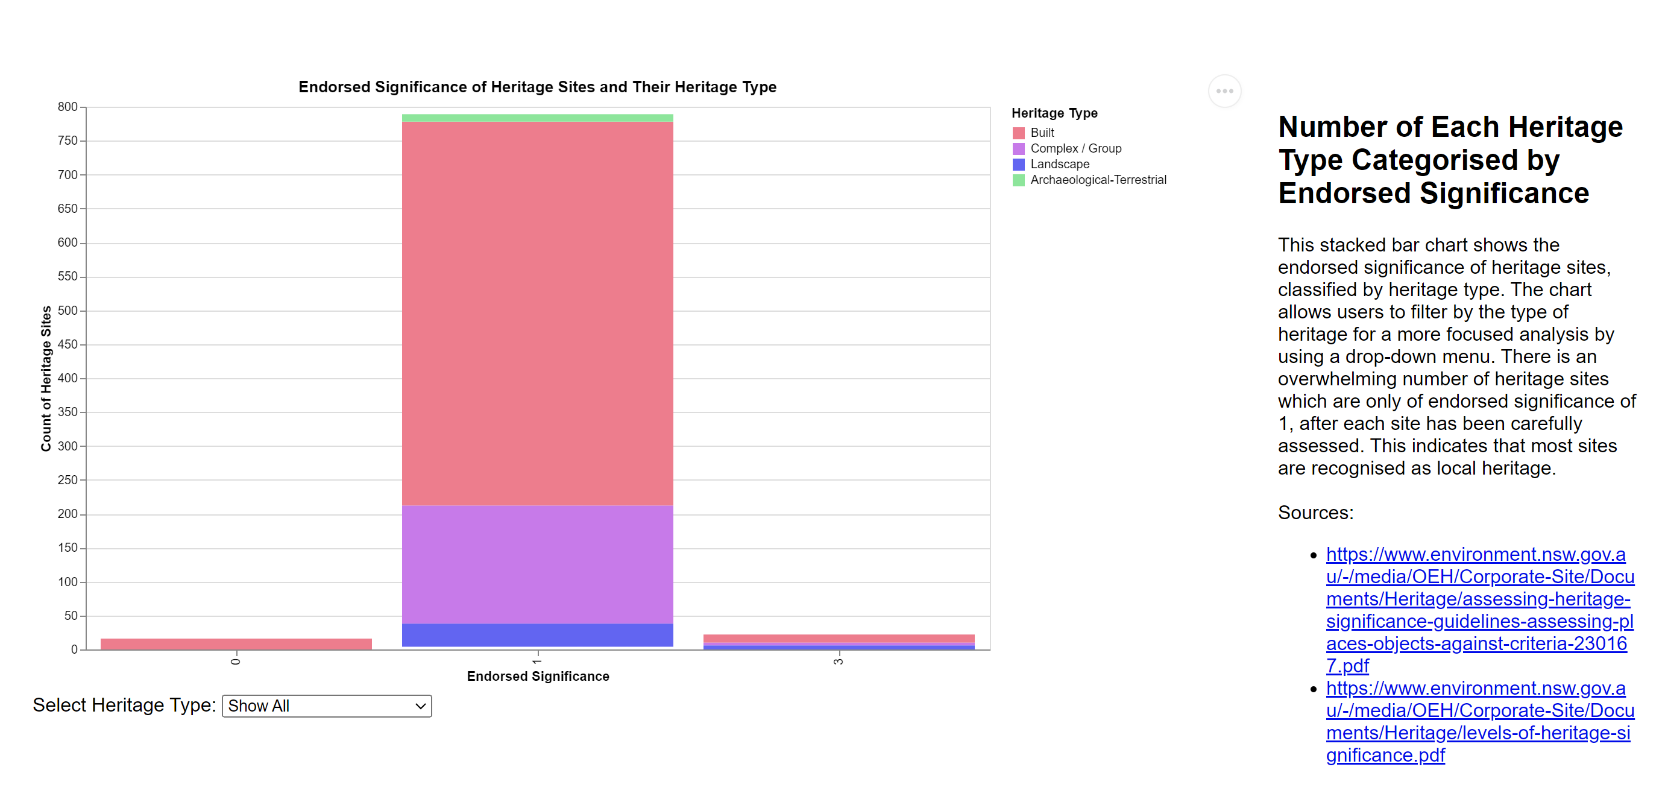 Endorsed Significance of Heritage Sites and Their Heritage Type
800
750
700
650
600
550
500
450
400
350
300
250
200
150
100
50
0
Count of Heritage Sites
0
1
3
Endorsed Significance
Heritage Type
Built
Complex / Group
Landscape
Archaeological-Terrestrial
Select Heritage Type: Show All
Number of Each Heritage
Type Categorised by
Endorsed Significance
This stacked bar chart shows the
endorsed significance of heritage sites,
classified by heritage type. The chart
allows users to filter by the type of
heritage for a more focused analysis by
using a drop-down menu. There is an
overwhelming number of heritage sites
which are only of endorsed significance of
1, after each site has been carefully
assessed. This indicates that most sites
are recognised as local heritage.
Sources:
• https://www.environment.nsw.gov.a
u/-/media/OEH/Corporate-Site/Docu
ments/Heritage/assessing-heritage-
significance-guidelines-assessing-pl
aces-objects-against-criteria-23016
7.pdf
• https://www.environment.nsw.gov.a
u/-/media/OEH/Corporate-Site/Docu
ments/Heritage/levels-of-heritage-si
gnificance.pdf